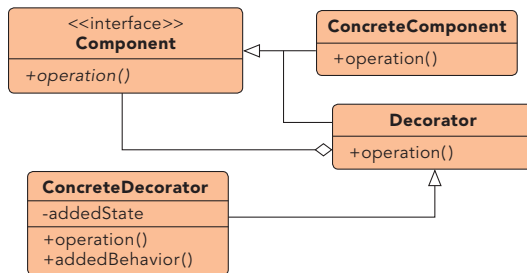 <<interface>>
Component
+operation()
ConcreteComponent
+operation()
Decorator
+operation()
ConcreteDecorator
-addedState
+operation()
+addedBehavior()